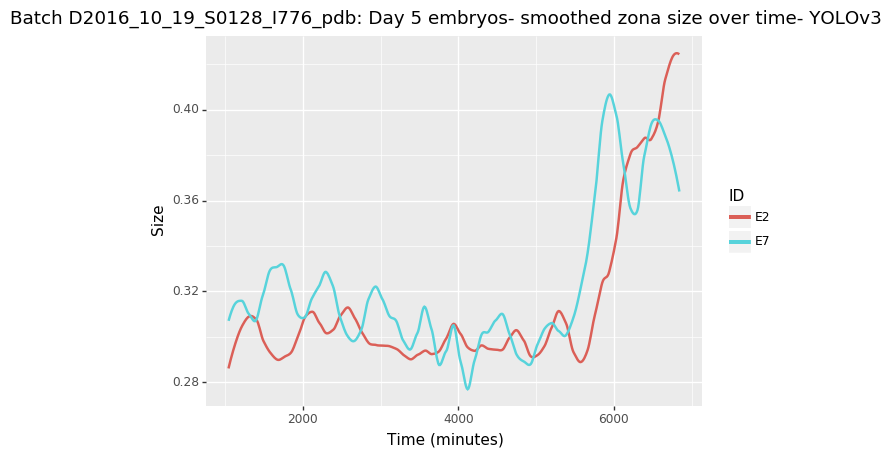 Batch D2016_10_19_S0128_I776_pdb: Day 5 embryos- smoothed zona size over time- YOLOv3
0.40
0.36
0.32
0.28
Size
2000 4000 6000
Time (minutes)
ID
E2
E7